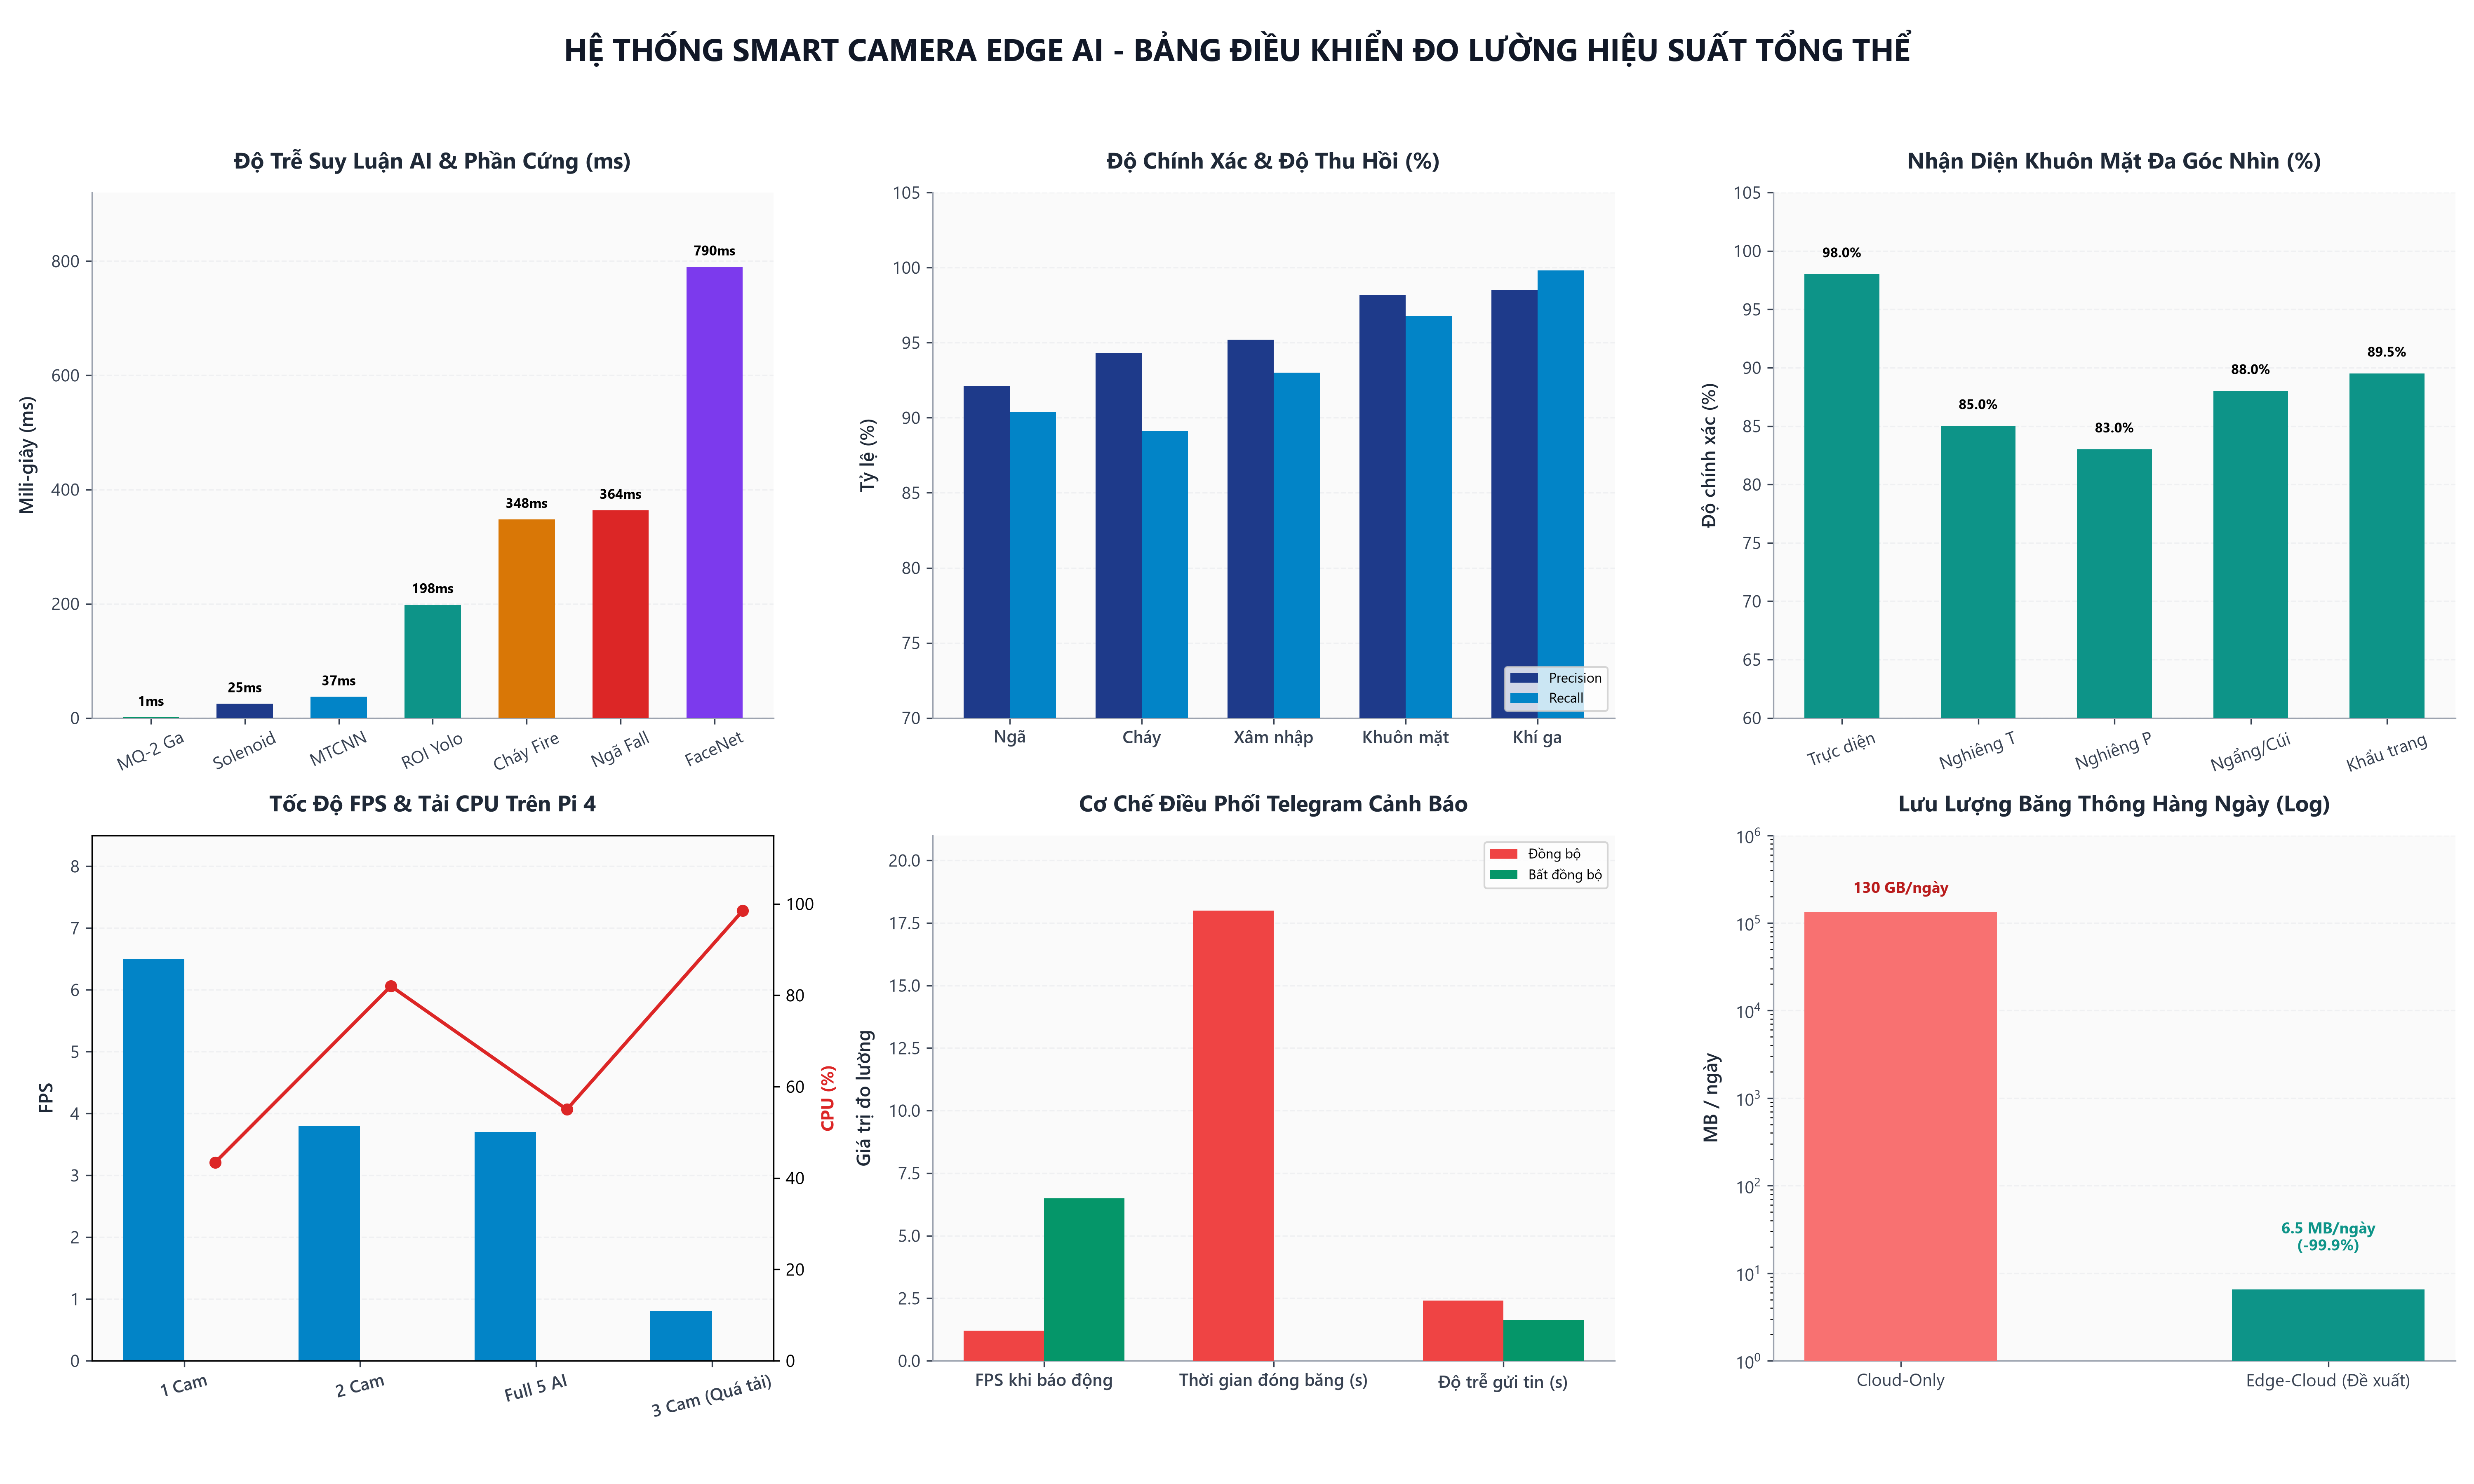 HỆ THỐNG SMART CAMERA EDGE AI - BẢNG ĐIỀU KHIỂN ĐO LƯỜNG HIỆU SUẤT TỔNG THỂ
Độ Trễ Suy Luận AI & Phần Cứng (ms)
Mili-giây (ms)
800
600
400
200
0
1ms
25ms
37ms
198ms
348ms
364ms
790ms
MQ-2 Ga
Solenoid
MTCNN
ROI Yolo
Cháy Fire
Ngã Fall
FaceNet
Độ Chính Xác & Độ Thu Hồi (%)
Tỷ lệ (%)
105
100
95
90
85
80
75
70
Precision
Recall
Ngã
Cháy
Xâm nhập
Khuôn mặt
Khí ga
Nhận Diện Khuôn Mặt Đa Góc Nhìn (%)
Độ chính xác (%)
105
100
95
90
85
80
75
70
65
60
98.0%
85.0%
83.0%
88.0%
89.5%
Trực diện
Nghiêng T
Nghiêng P
Ngẩng/Cúi
Khẩu trang
Tốc Độ FPS & Tải CPU Trên Pi 4
FPS
8
7
6
5
4
3
2
1
0
100
80
60
40
20
0
CPU (%)
1 Cam
2 Cam
Full 5 AI
3 Cam (Quá tải)
Cơ Chế Điều Phối Telegram Cảnh Báo
Giá trị đo lường
20.0
17.5
15.0
12.5
10.0
7.5
5.0
2.5
0.0
Đồng bộ
Bất đồng bộ
FPS khi báo động
Thời gian đóng băng (s)
Độ trễ gửi tin (s)
Lưu Lượng Băng Thông Hàng Ngày (Log)
MB / ngày
10⁶
10⁵
10⁴
10³
10²
10¹
10⁰
130 GB/ngày
6.5 MB/ngày
(-99.9%)
Cloud-Only
Edge-Cloud (Đề xuất)